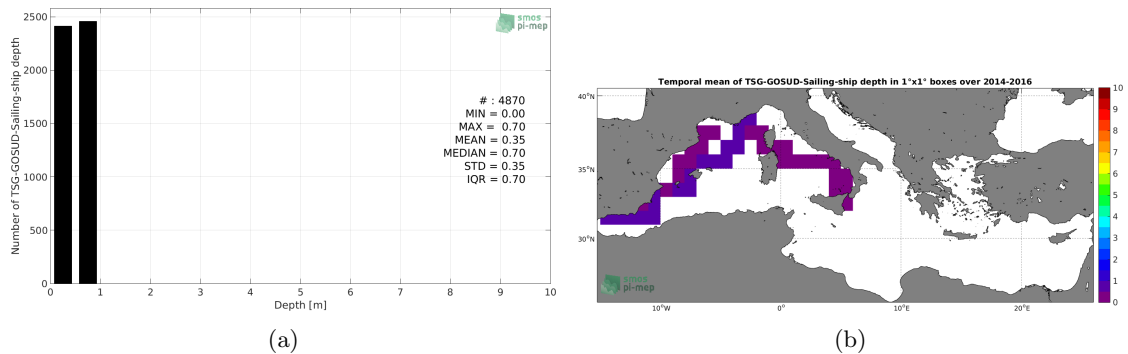 smos
pi-mep
Number of TSG-GOSUD-Sailing-ship depth
2500
2000
1500
1000
500
0
# : 4870
MIN = 0.00
MAX = 0.70
MEAN = 0.35
MEDIAN = 0.70
STD = 0.35
IQR = 0.70
0 1 2 3 4 5 6 7 8 9 10
Depth [m]
(a)
Temporal mean of TSG-GOSUD-Sailing-ship depth in 1°x1° boxes over 2014-2016
40°N
35°N
30°N
10°W 0° 10°E 20°E
10
9
8
7
6
5
4
3
2
1
0
smos
pi-mep
(b)